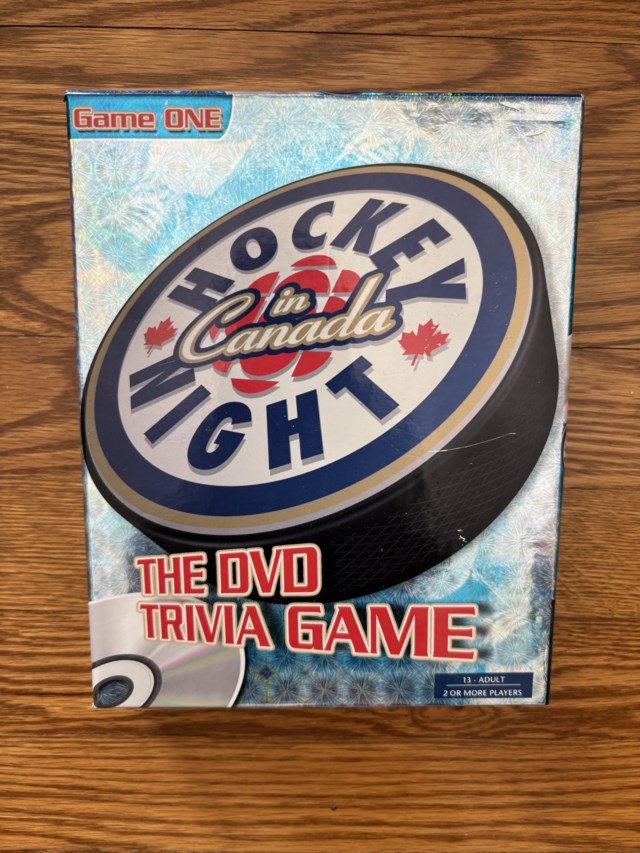 Game ONE
HOCKEY
in
Canada
NIGHT
THE DVD
TRIVIA GAME
13 - ADULT
2 OR MORE PLAYERS